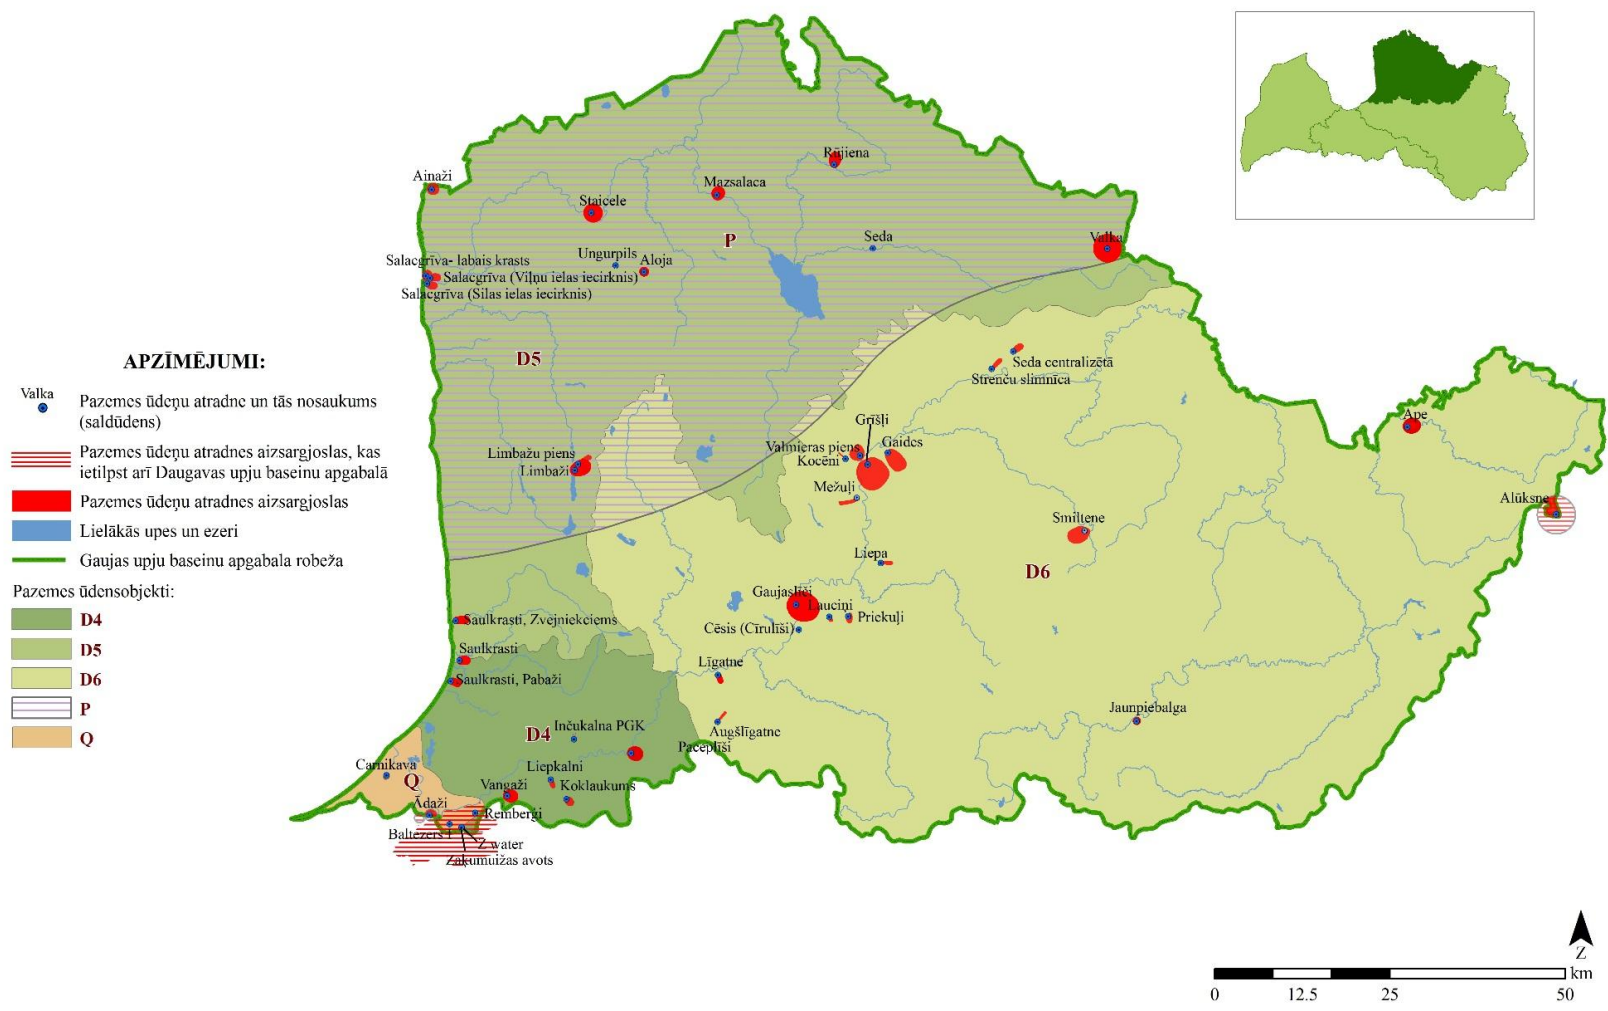 Rūjiena
Ainaži
Mazsalaca
Staicele
P
Seda
Valka
Ungurpils
Aloja
Salacgrīva- labais krasts
Salacgrīva (Viļņu ielas iecirknis)
Salacgrīva (Silas ielas iecirknis)
D5
Seda centralizētā
Strenču slimnīca
Ape
Grīšļi
Gaides
Valmieras piens
Kocēni
Limbažu piens
Limbaži
Mežuļi
Alūksne
Smiltene
Liepa
D6
Gaujaslīči
Lauciņi
Priekuļi
Cēsis (Cīrulīši)
Saulkrasti, Zvejniekciems
Saulkrasti
Līgatne
Saulkrasti, Pabaži
Jaunpiebalga
Inčukalna PGK
D4
Augšlīgatne
Paceplīši
Carnikava
Q
Liepkalni
Vangaži
Koklaukums
Ādaži
Remberģi
Baltezers I
Z water
Zaķumuižas avots
APZĪMĒJUMI:
Valka
Pazemes ūdeņu atradne un tās nosaukums
(saldūdens)
Pazemes ūdeņu atradnes aizsargjoslas, kas
ietilpst arī Daugavas upju baseinu apgabalā
Pazemes ūdeņu atradnes aizsargjoslas
Lielākās upes un ezeri
Gaujas upju baseinu apgabala robeža
Pazemes ūdensobjekti:
D4
D5
D6
P
Q
Z
km
0
12.5
25
50